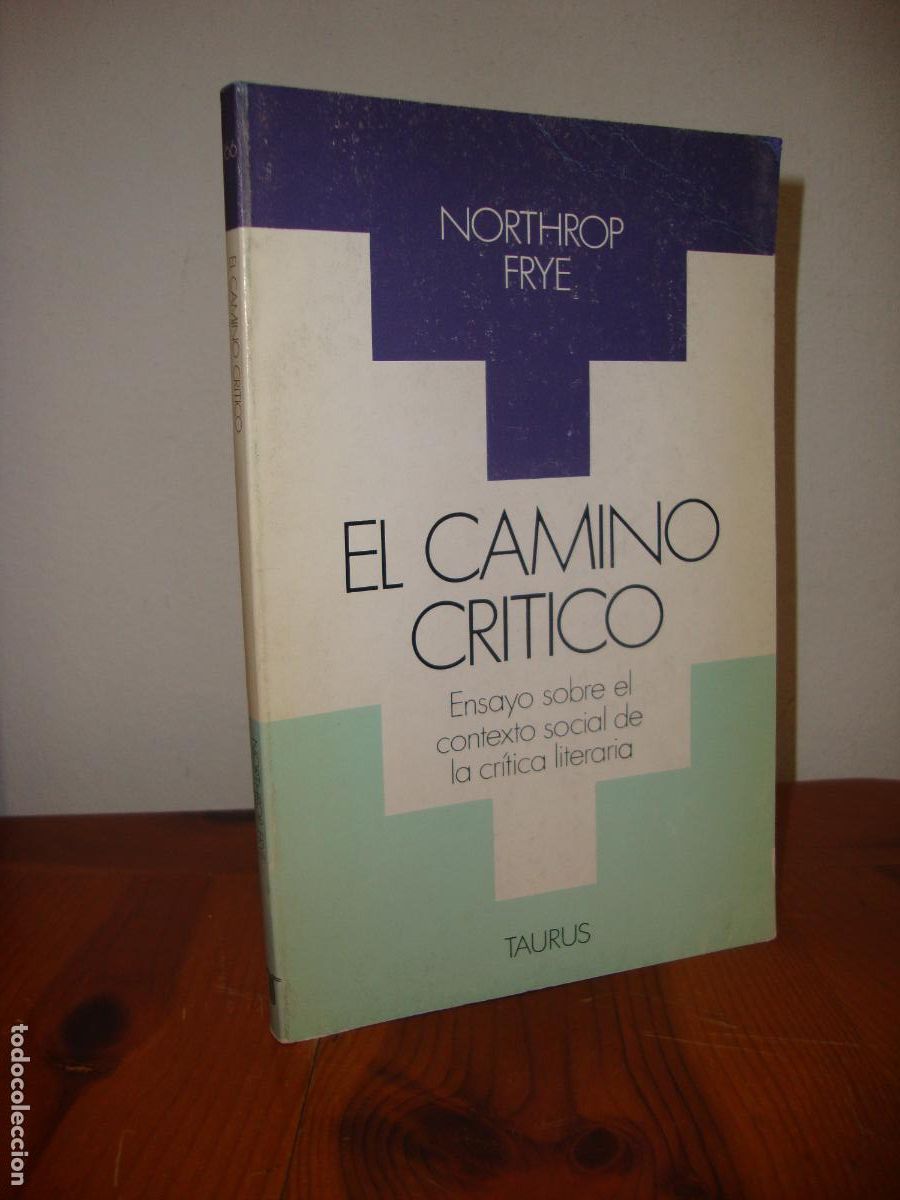 NORTHROP
FRYE
EL CAMINO
CRITICO
Ensayo sobre el
contexto social de
la crítica literaria
TAURUS
EL CAMINO CRITICO
todocoleccion